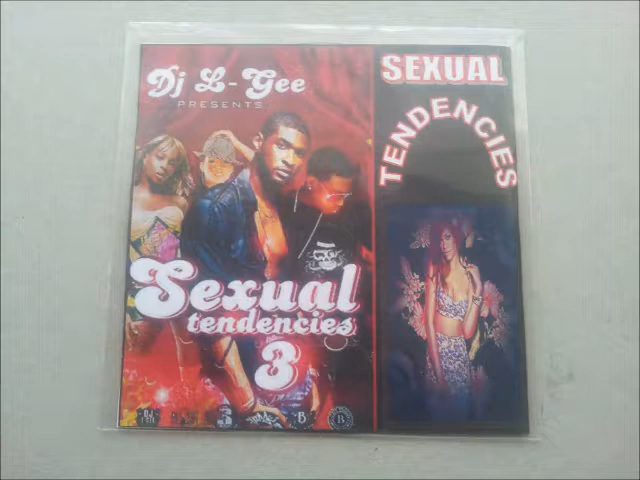 Dj L-Gee
PRESENTS
Sexual
tendencies
3
SEXUAL
TENDENCIES